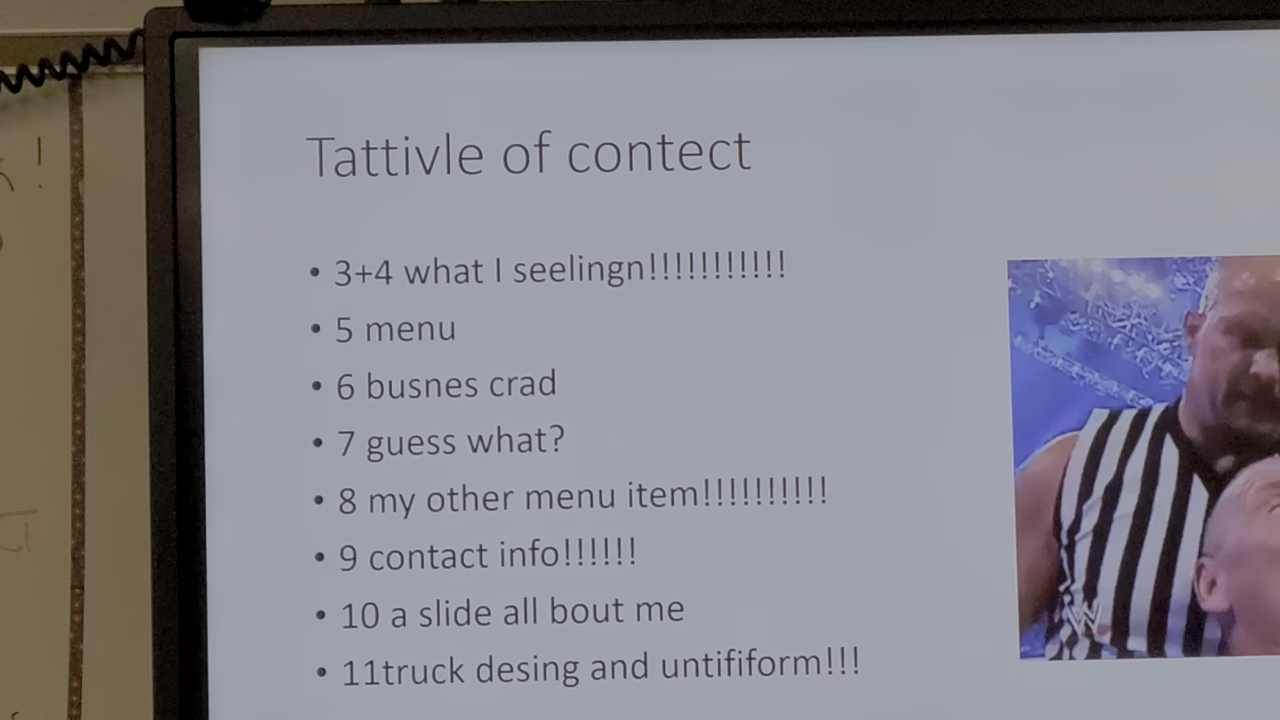 Tattivle of contect
• 3+4 what I seelingn!!!!!!!!!!!
• 5 menu
• 6 busnes crad
• 7 guess what?
• 8 my other menu item!!!!!!!!!!
• 9 contact info!!!!!!
• 10 a slide all bout me
• 11truck desing and untifiform!!!
W